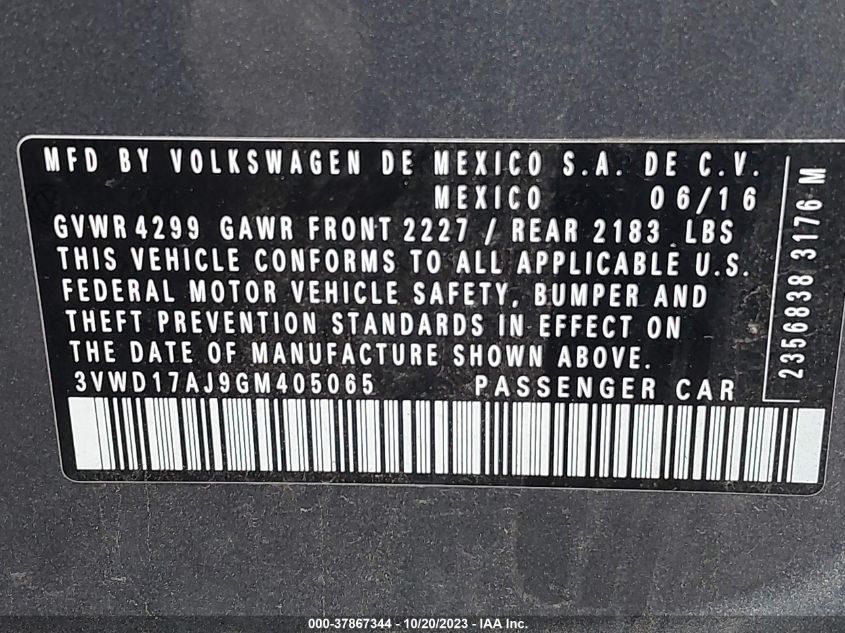 MFD BY VOLKSWAGEN DE MEXICO S.A. DE C.V.
MEXICO 06/16
GVWR 4299 GAWR FRONT 2227 / REAR 2183 LBS
THIS VEHICLE CONFORMS TO ALL APPLICABLE U.S.
FEDERAL MOTOR VEHICLE SAFETY, BUMPER AND
THEFT PREVENTION STANDARDS IN EFFECT ON
THE DATE OF MANUFACTURE SHOWN ABOVE.
3VWD17AJ9GM405065 PASSENGER CAR
2356838 3176 M
000-37867344 - 10/20/2023 - IAA Inc.